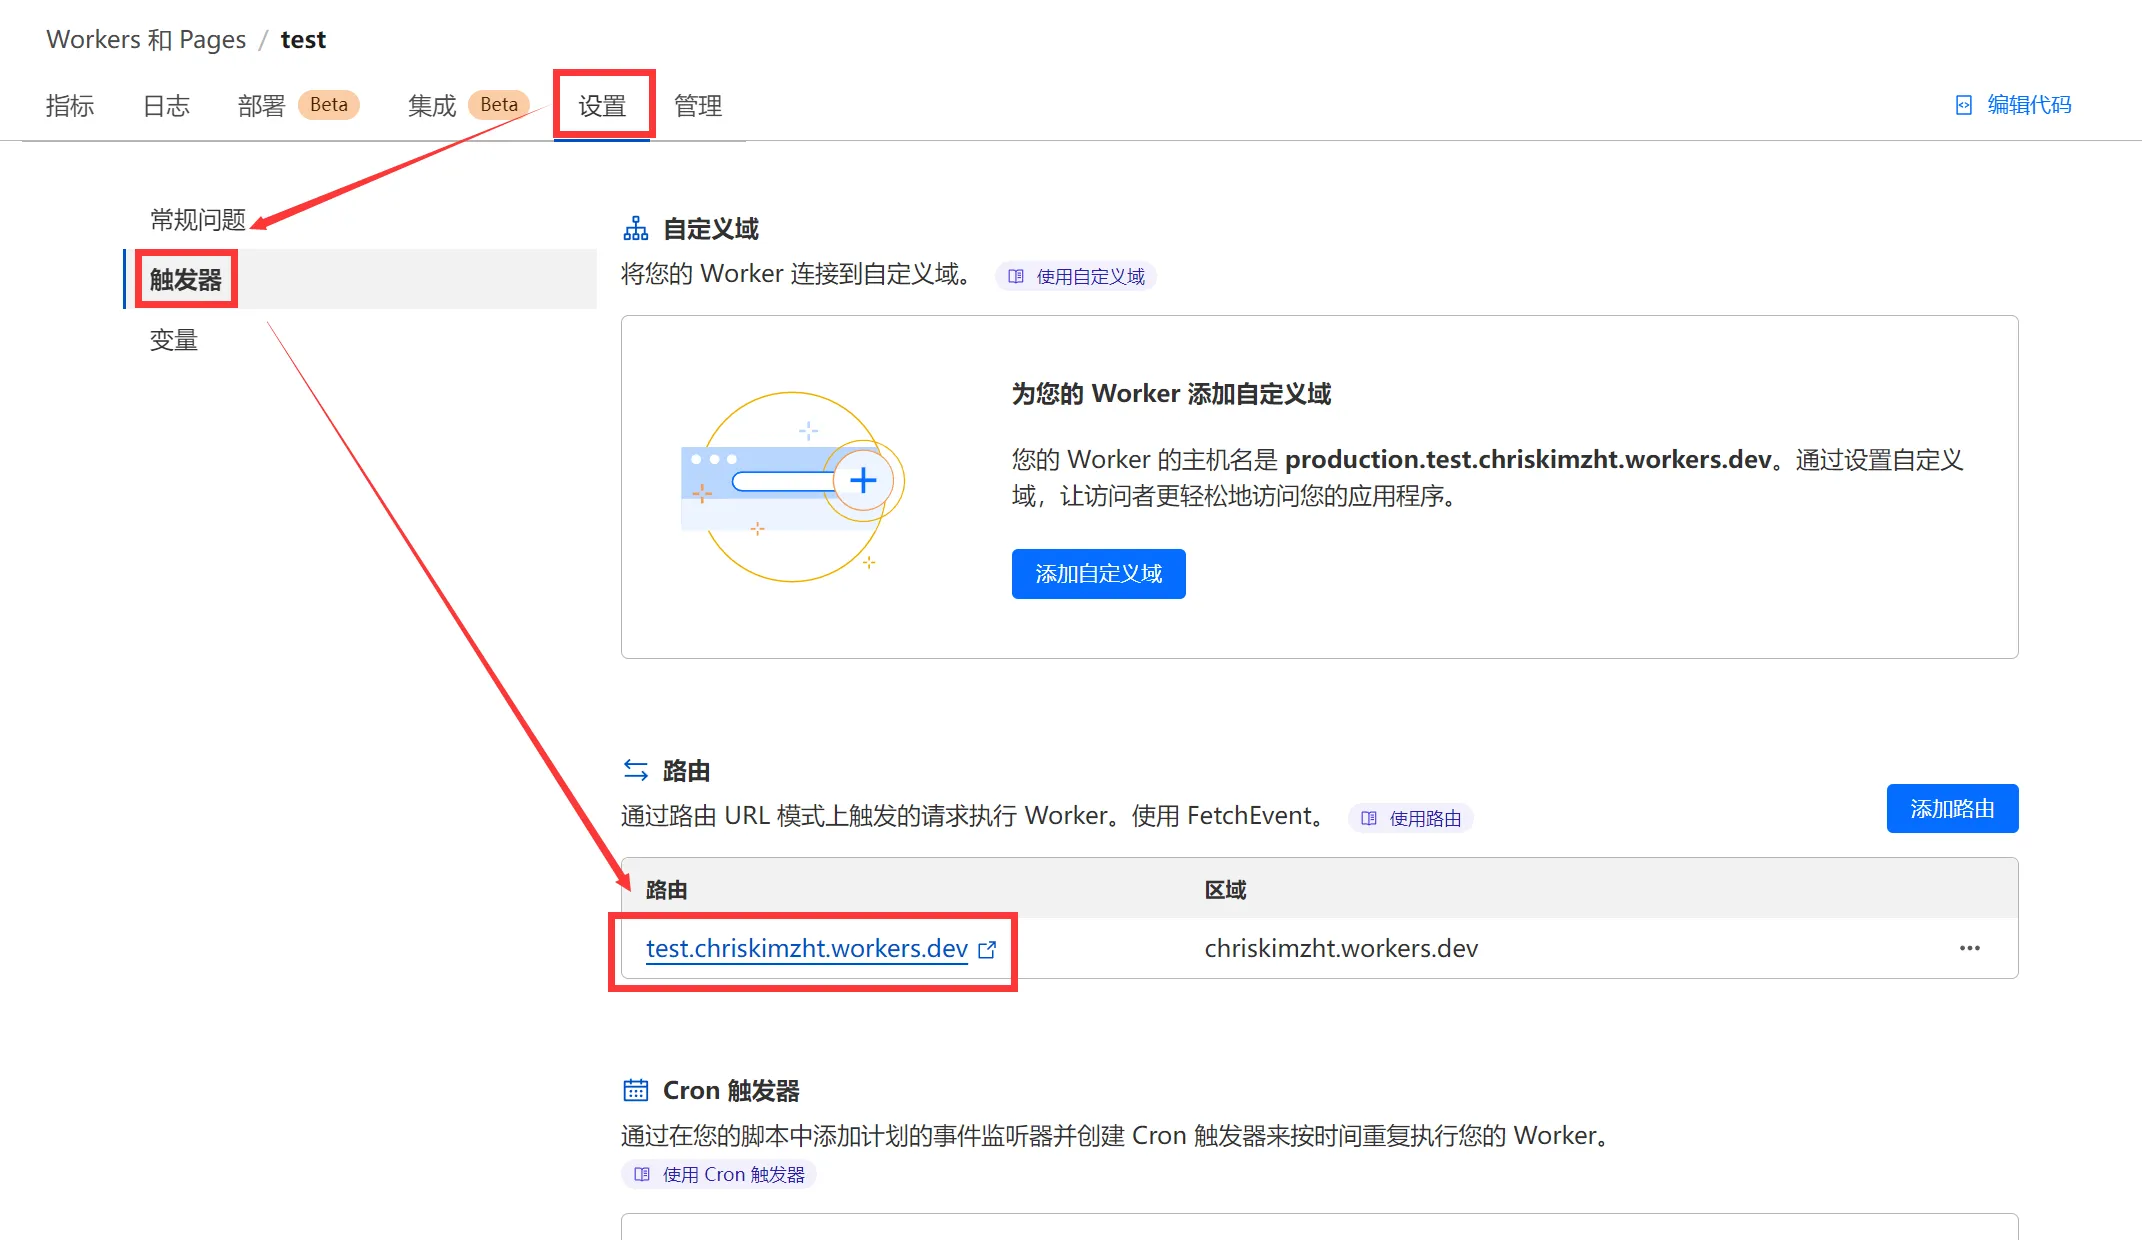 Workers 和 Pages / test
指标 日志 部署 Beta 集成 Beta 设置 管理 编辑代码
常规问题
触发器
变量
自定义域
将您的 Worker 连接到自定义域。 使用自定义域
为您的 Worker 添加自定义域
您的 Worker 的主机名是 production.test.chriskimzht.workers.dev。通过设置自定义
域，让访问者更轻松地访问您的应用程序。
添加自定义域
路由
通过路由 URL 模式上触发的请求执行 Worker。使用 FetchEvent。 使用路由
添加路由
路由 区域
test.chriskimzht.workers.dev chriskimzht.workers.dev
Cron 触发器
通过在您的脚本中添加计划的事件监听器并创建 Cron 触发器来按时间重复执行您的 Worker。
使用 Cron 触发器